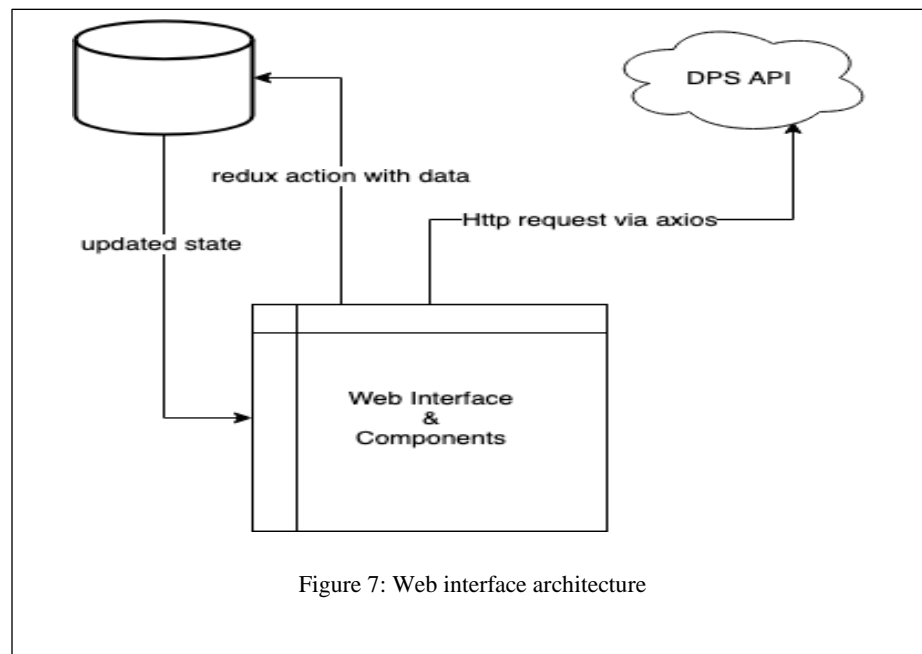 DPS API
redux action with data
Http request via axios
updated state
Web Interface
&
Components
Figure 7: Web interface architecture